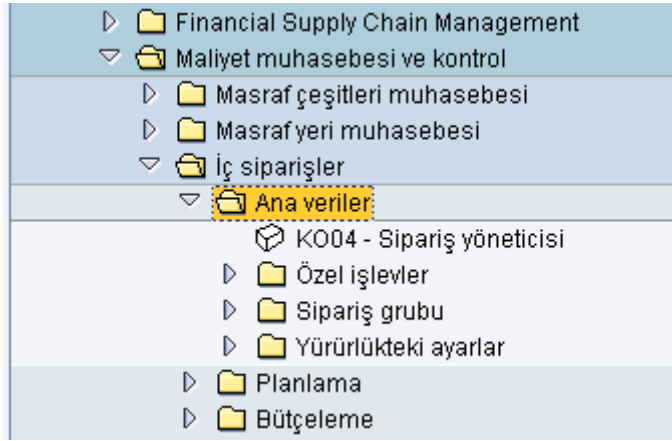 Financial Supply Chain Management
Maliyet muhasebesi ve kontrol
Masraf çeşitleri muhasebesi
Masraf yeri muhasebesi
İç siparişler
Ana veriler
KO04 - Sipariş yöneticisi
Özel işlevler
Sipariş grubu
Yürürlükteki ayarlar
Planlama
Bütçeleme